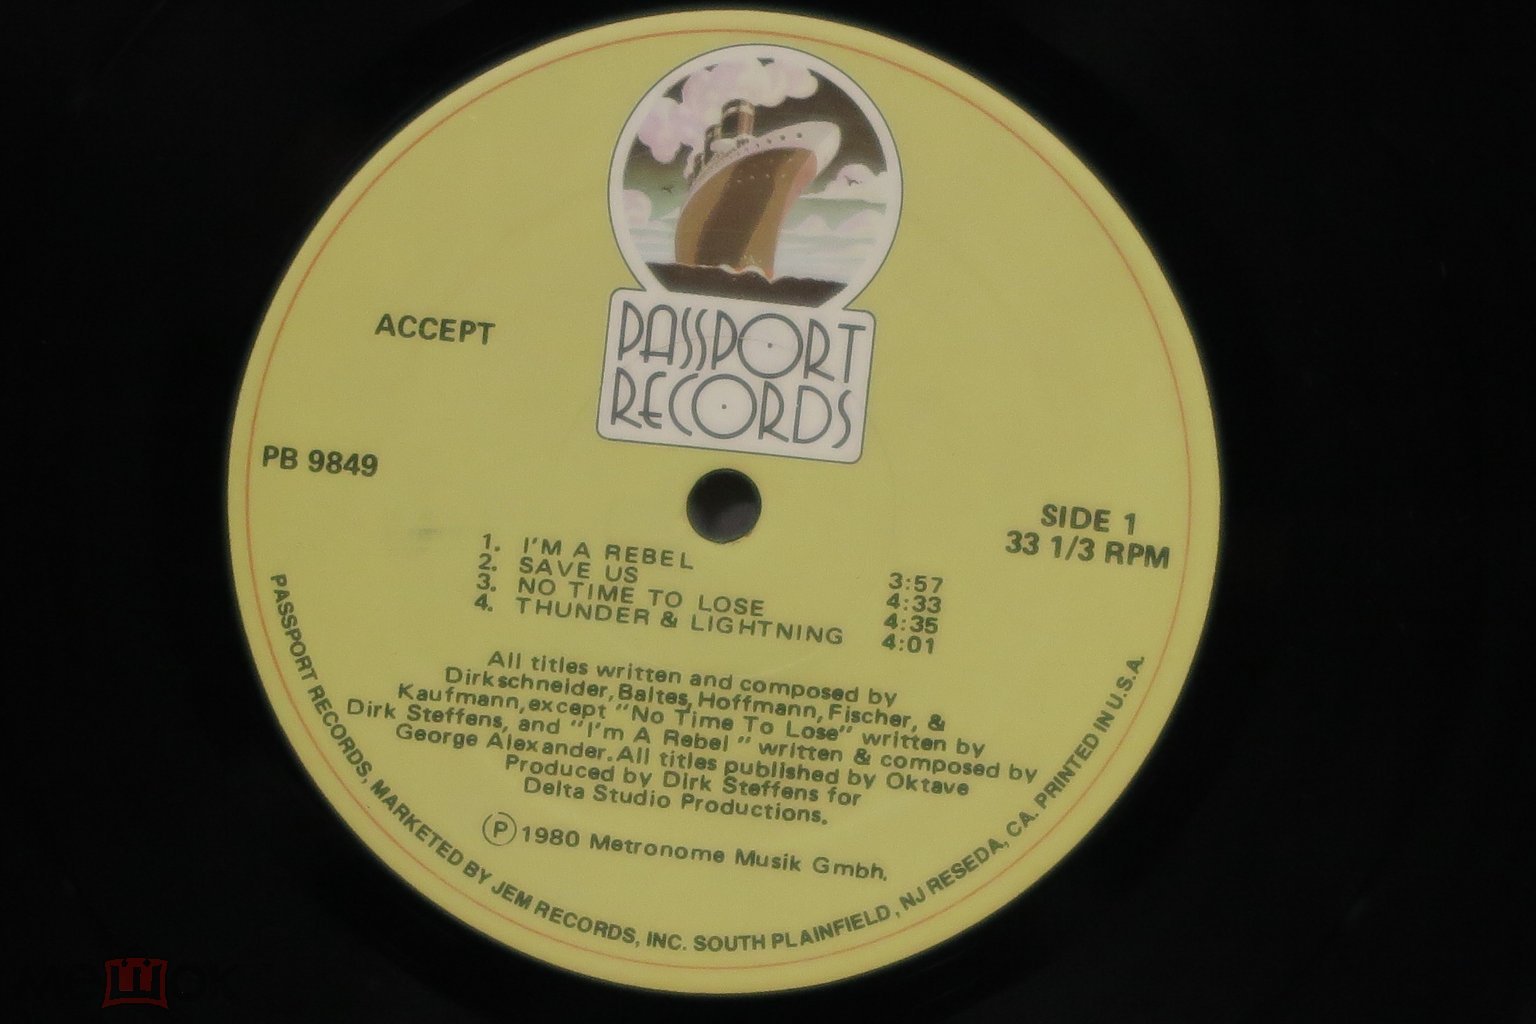 PASSPORT
RECORDS
ACCEPT
PB 9849
SIDE 1
33 1/3 RPM
1. I'M A REBEL 3:57
2. SAVE US 4:33
3. NO TIME TO LOSE 4:35
4. THUNDER & LIGHTNING 4:01
All titles written and composed by
Dirkschneider, Baltes, Hoffmann, Fischer, &
Kaufmann, except "No Time To Lose" written by
Dirk Steffens, and "I'm A Rebel" written & composed by
George Alexander. All titles published by Oktave
Produced by Dirk Steffens for
Delta Studio Productions.
Ⓟ 1980 Metronome Musik Gmbh.
PASSPORT RECORDS, MARKETED BY JEM RECORDS, INC. SOUTH PLAINFIELD, NJ RESEDA, CA. PRINTED IN U.S.A.